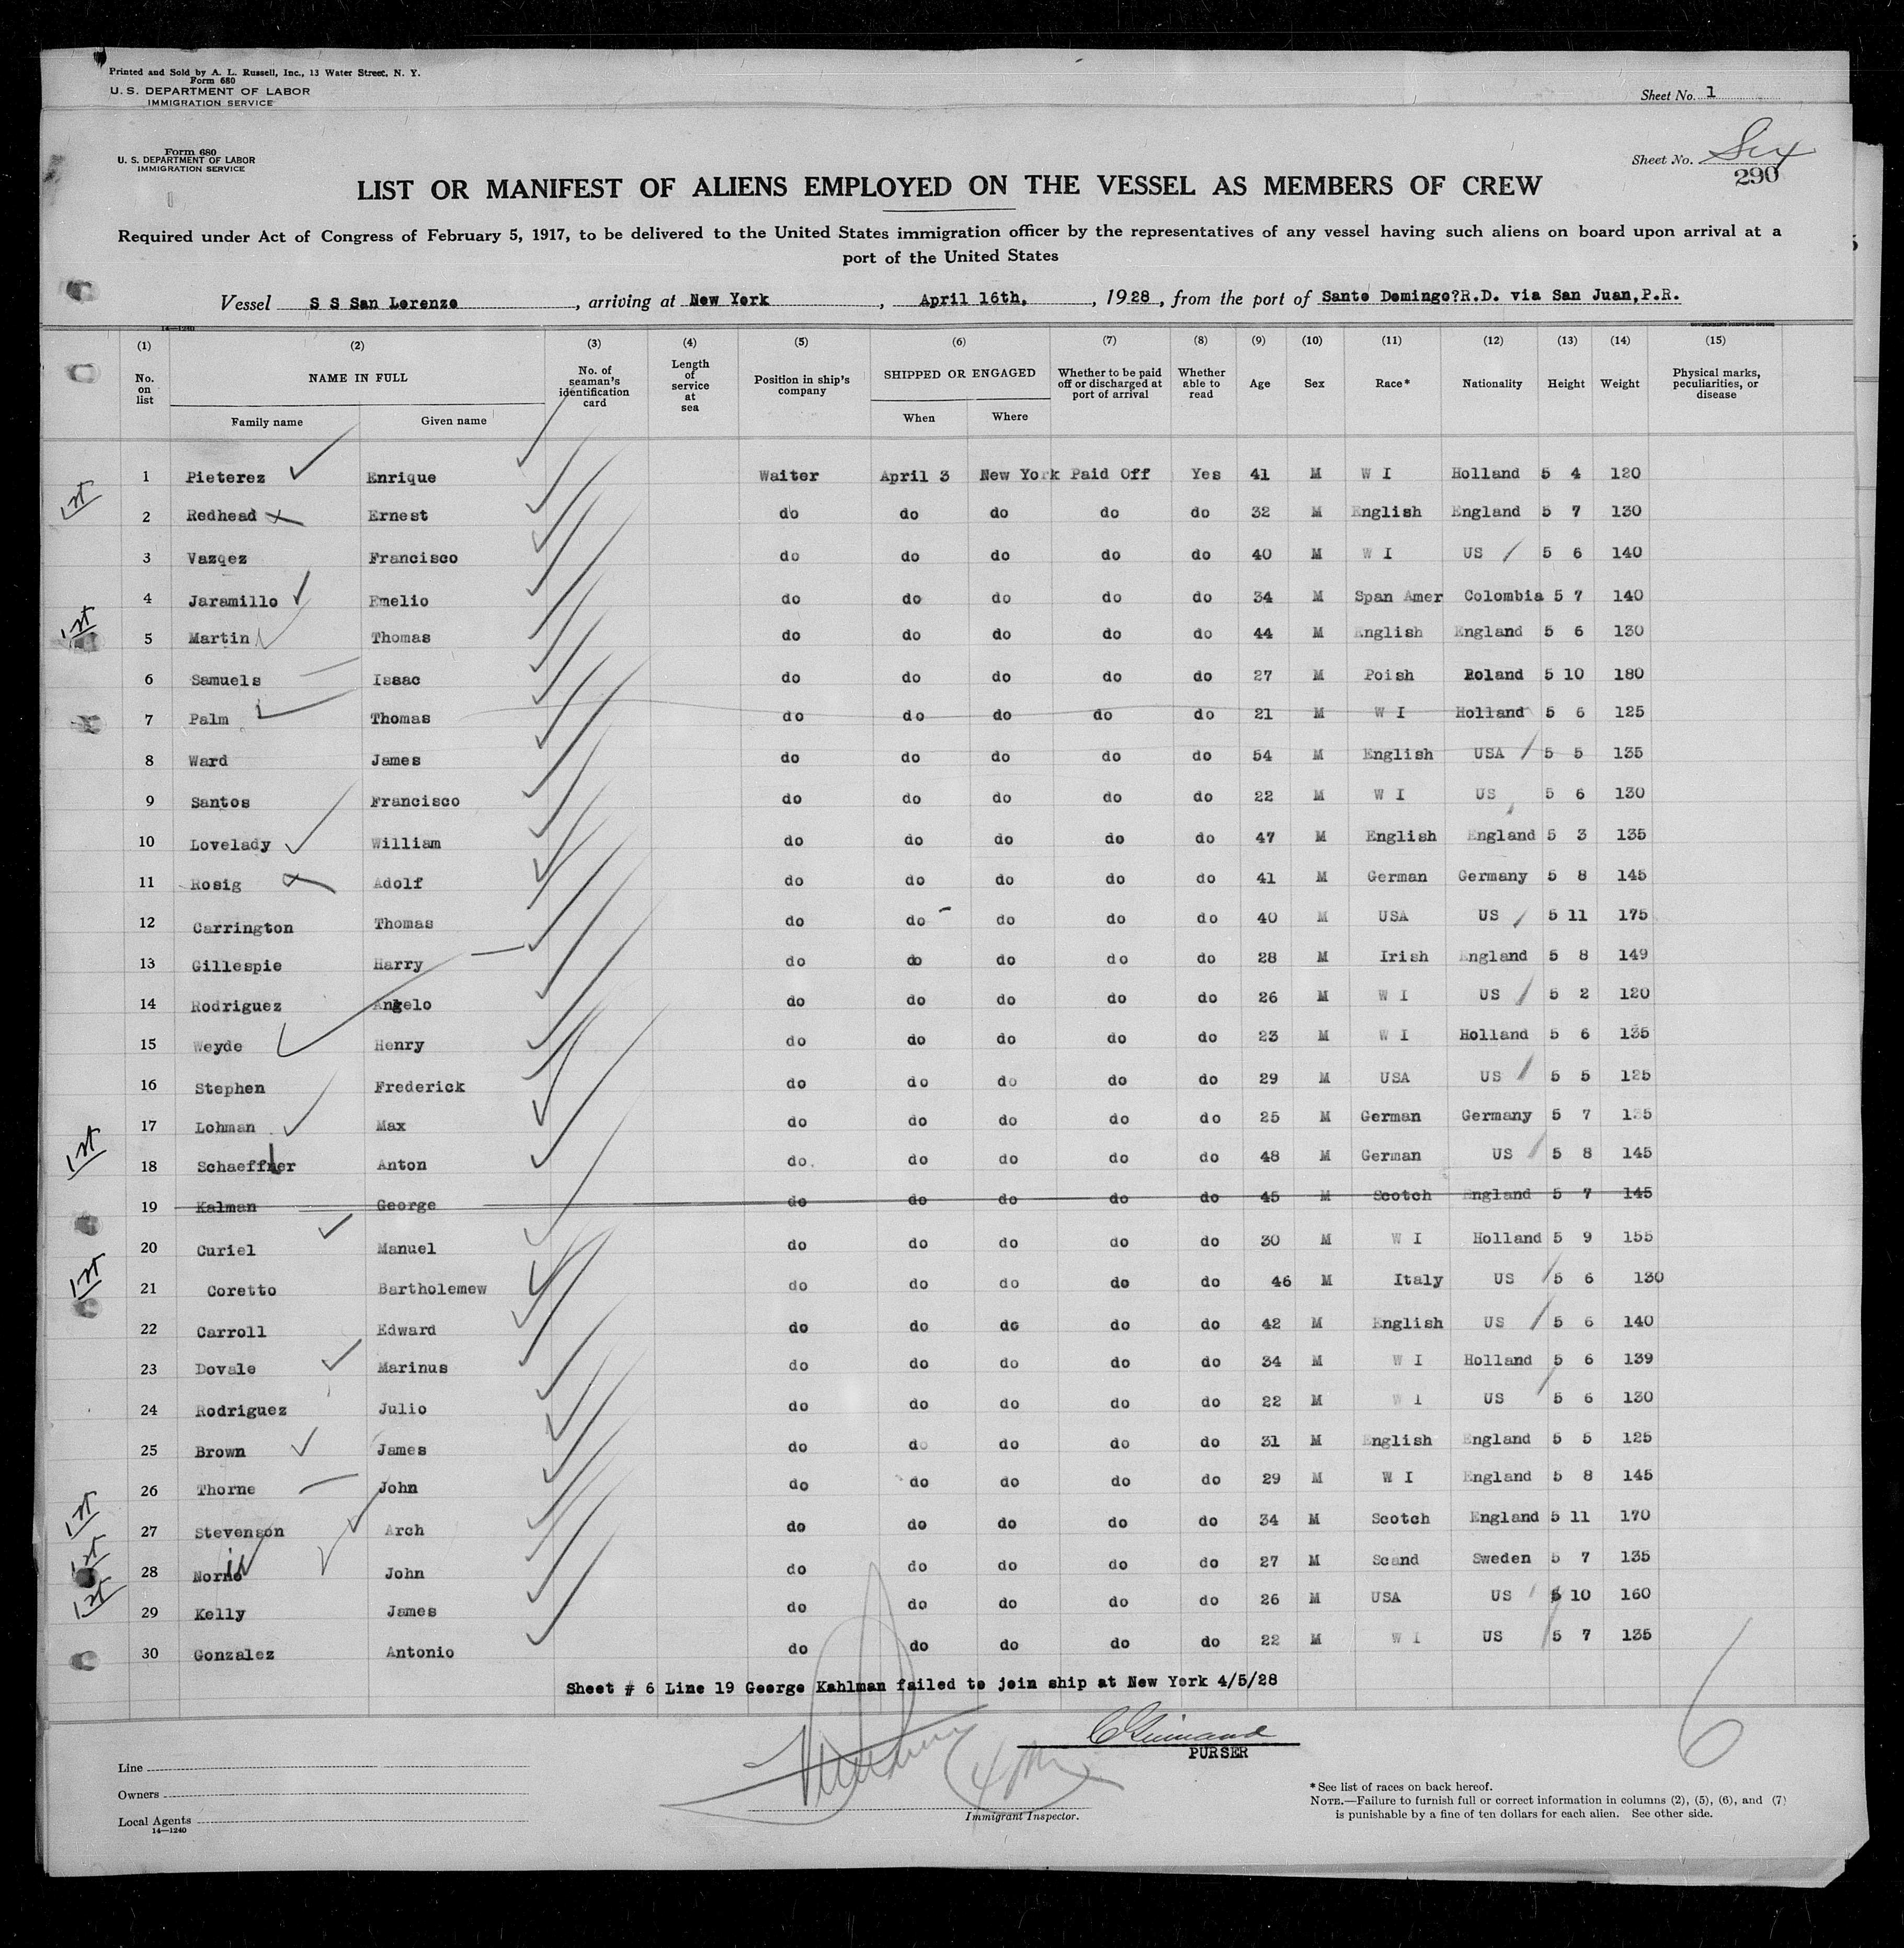 Printed and Sold by A. L. Russell, Inc., 13 Water Street, N. Y.
Form 680
U. S. DEPARTMENT OF LABOR
IMMIGRATION SERVICE
Sheet No. 1
Form 680
U. S. DEPARTMENT OF LABOR
IMMIGRATION SERVICE
Sheet No. Six
290
LIST OR MANIFEST OF ALIENS EMPLOYED ON THE VESSEL AS MEMBERS OF CREW
Required under Act of Congress of February 5, 1917, to be delivered to the United States immigration officer by the representatives of any vessel having such aliens on board upon arrival at a
port of the United States
Vessel S S San Lorenzo, arriving at New York, April 16th, 1928, from the port of Santo Domingo?R.D. via San Juan,P.R.
14—1240
(1) (2) (3) (4) (5) (6) (7) (8) (9) (10) (11) (12) (13) (14) (15)
No. on list NAME IN FULL No. of seaman's identification card Length of service at sea Position in ship's company SHIPPED OR ENGAGED Whether to be paid off or discharged at port of arrival Whether able to read Age Sex Race* Nationality Height Weight Physical marks, peculiarities, or disease
Family name Given name When Where
1 Pieterez Enrique Waiter April 3 New York Paid Off Yes 41 M W I Holland 5 4 120
1st 2 Redhead Ernest do do do do do 32 M English England 5 7 130
3 Vazqez Francisco do do do do do 40 M W I US 5 6 140
4 Jaramillo Emelio do do do do do 34 M Span Amer Colombia 5 7 140
1st 5 Martin Thomas do do do do do 44 M English England 5 6 130
6 Samuels Isaac do do do do do 27 M Poish Poland 5 10 180
7 Palm Thomas do do do do do 21 M W I Holland 5 6 125
8 Ward James do do do do do 54 M English USA 5 5 135
9 Santos Francisco do do do do do 22 M W I US 5 6 130
10 Lovelady William do do do do do 47 M English England 5 3 135
11 Rosig Adolf do do do do do 41 M German Germany 5 8 145
12 Carrington Thomas do do do do do 40 M USA US 5 11 175
13 Gillespie Harry do do do do do 28 M Irish England 5 8 149
14 Rodriguez Angelo do do do do do 26 M W I US 5 2 120
15 Weyde Henry do do do do do 23 M W I Holland 5 6 135
16 Stephen Frederick do do do do do 29 M USA US 5 5 125
17 Lohman Max do do do do do 25 M German Germany 5 7 135
1st 18 Schaeffner Anton do do do do do 48 M German US 5 8 145
19 Kalman George do do do do do 45 M Scotch England 5 7 145
20 Curiel Manuel do do do do do 30 M W I Holland 5 9 155
1st 21 Coretto Bartholemew do do do do do 46 M Italy US 5 6 130
22 Carroll Edward do do do do do 42 M English US 5 6 140
23 Dovale Marinus do do do do do 34 M W I Holland 5 6 139
24 Rodriguez Julio do do do do do 22 M W I US 5 6 130
25 Brown James do do do do do 31 M English England 5 5 125
26 Thorne John do do do do do 29 M W I England 5 8 145
1st 27 Stevenson Arch do do do do do 34 M Scotch England 5 11 170
1st 28 Norno John do do do do do 27 M Scand Sweden 5 7 135
1st 29 Kelly James do do do do do 26 M USA US 5 10 160
30 Gonzalez Antonio do do do do do 22 M W I US 5 7 135
Sheet # 6 Line 19 George Kahlman failed to join ship at New York 4/5/28
PURSER
6
Line
Owners
Local Agents
14—1240
Immigrant Inspector.
*See list of races on back hereof.
NOTE.—Failure to furnish full or correct information in columns (2), (5), (6), and (7)
is punishable by a fine of ten dollars for each alien. See other side.